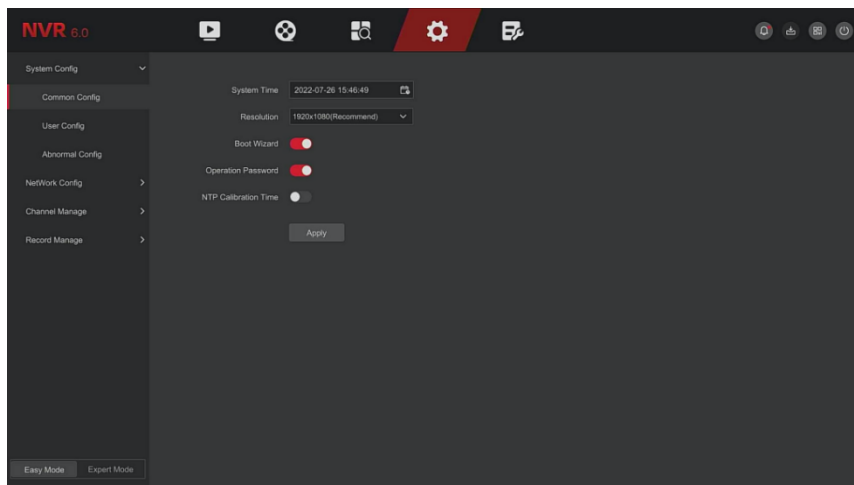 NVR 6.0
System Config
Common Config
User Config
Abnormal Config
NetWork Config
Channel Manage
Record Manage
System Time 2022-07-26 15:46:49
Resolution 1920x1080(Recommend)
Boot Wizard
Operation Password
NTP Calibration Time
Apply
Easy Mode Expert Mode